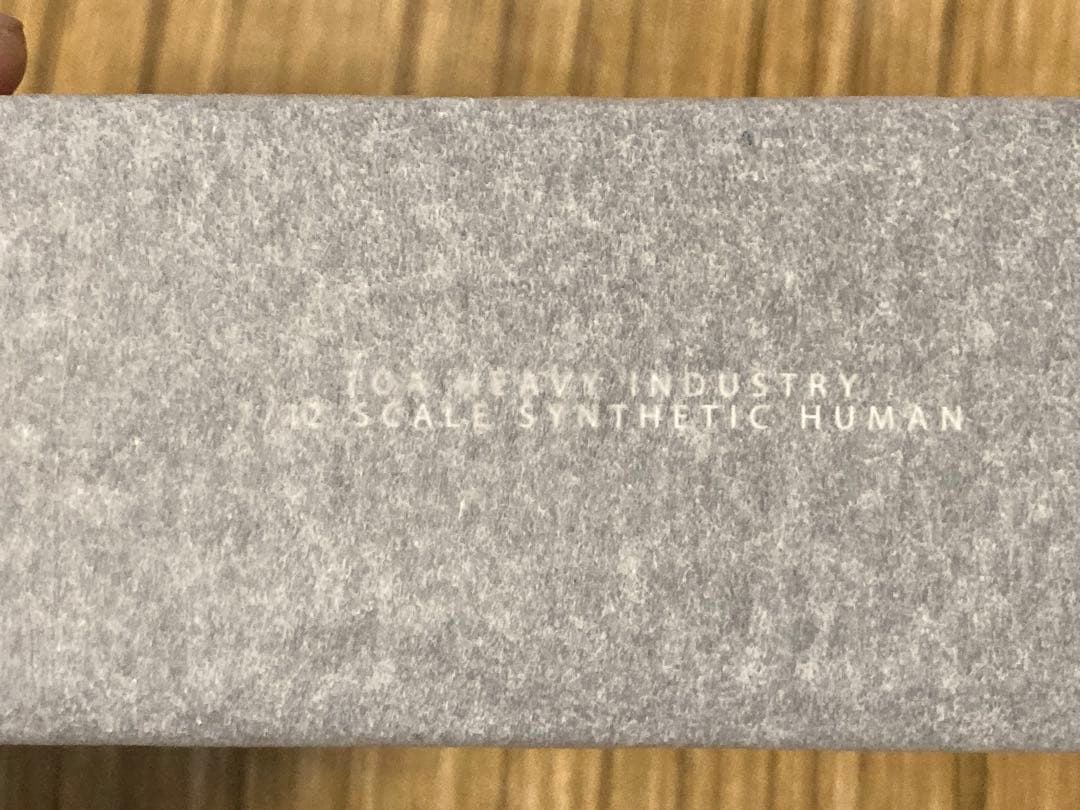 TOA HEAVY INDUSTRY
1/12 SCALE SYNTHETIC HUMAN